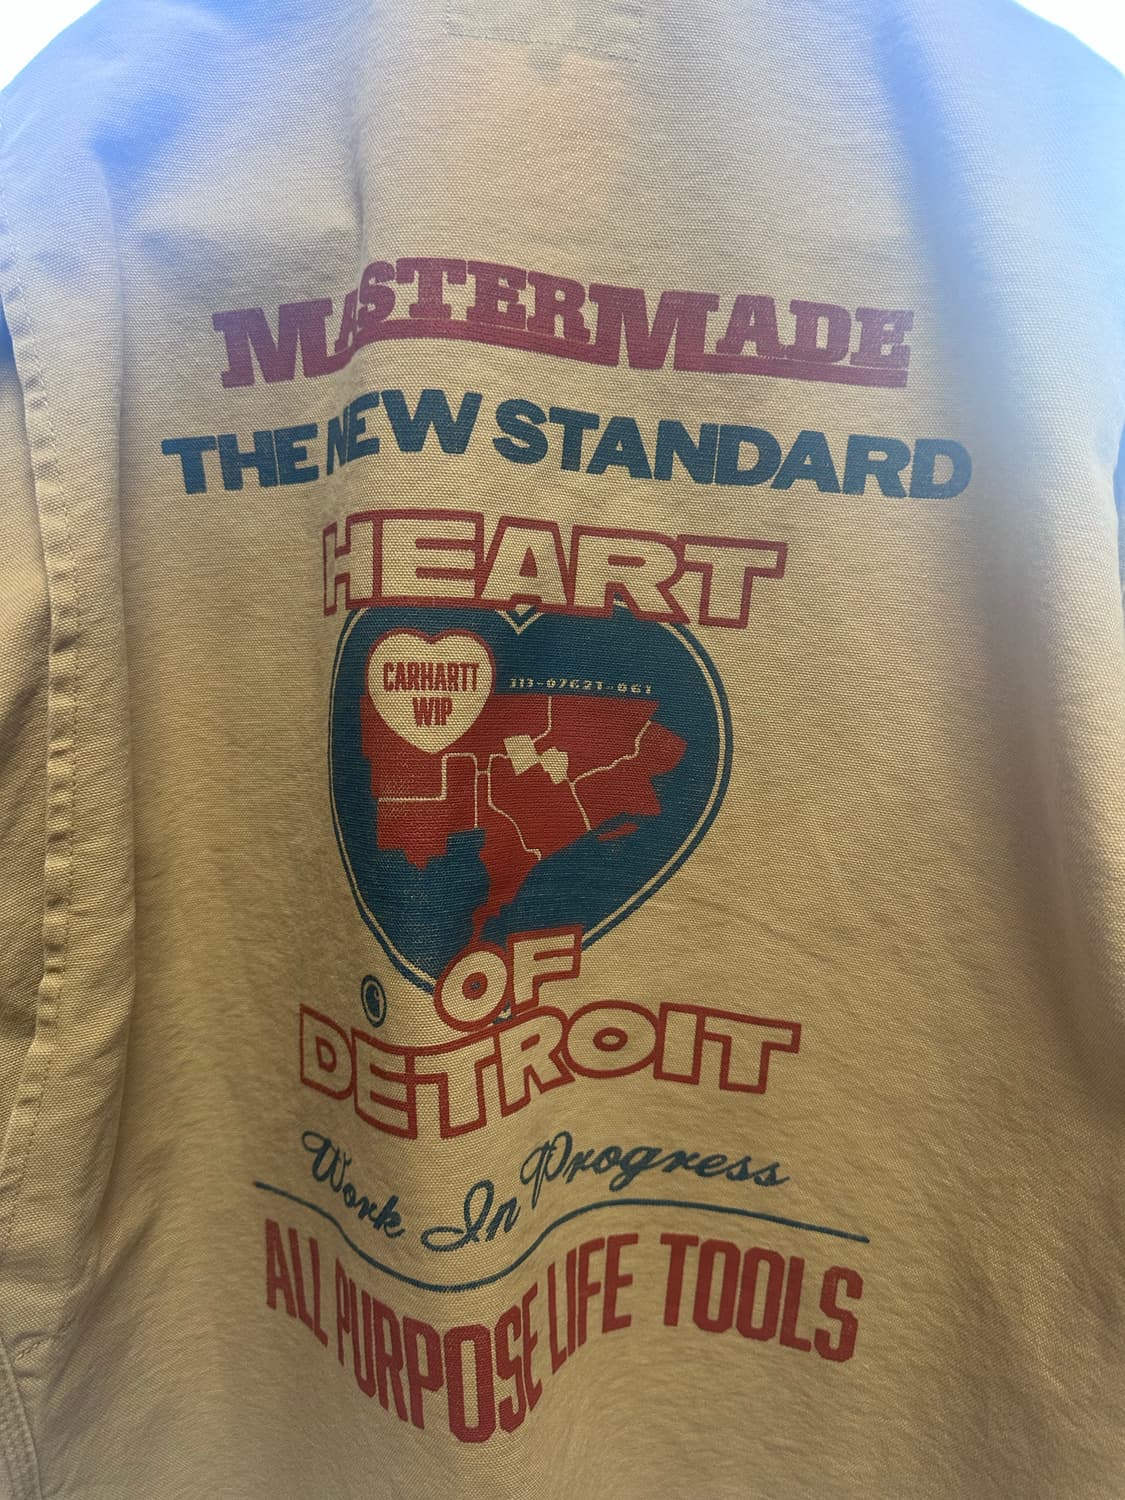 MASTERMADE
THE NEW STANDARD
HEART
CARHARTT
WIP
OF
DETROIT
Work In Progress
ALL PURPOSE LIFE TOOLS